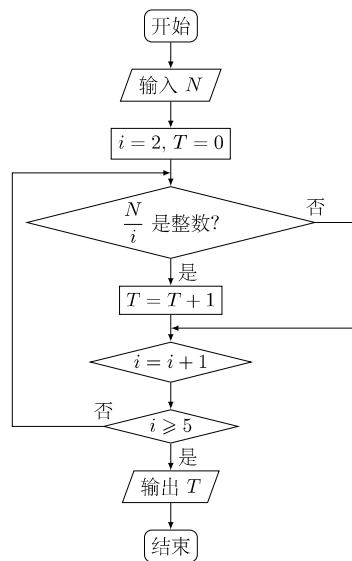 开始
输入 N
i = 2, T = 0
N/i 是整数?
否
是
T = T + 1
i = i + 1
否
i ⩾ 5
是
输出 T
结束